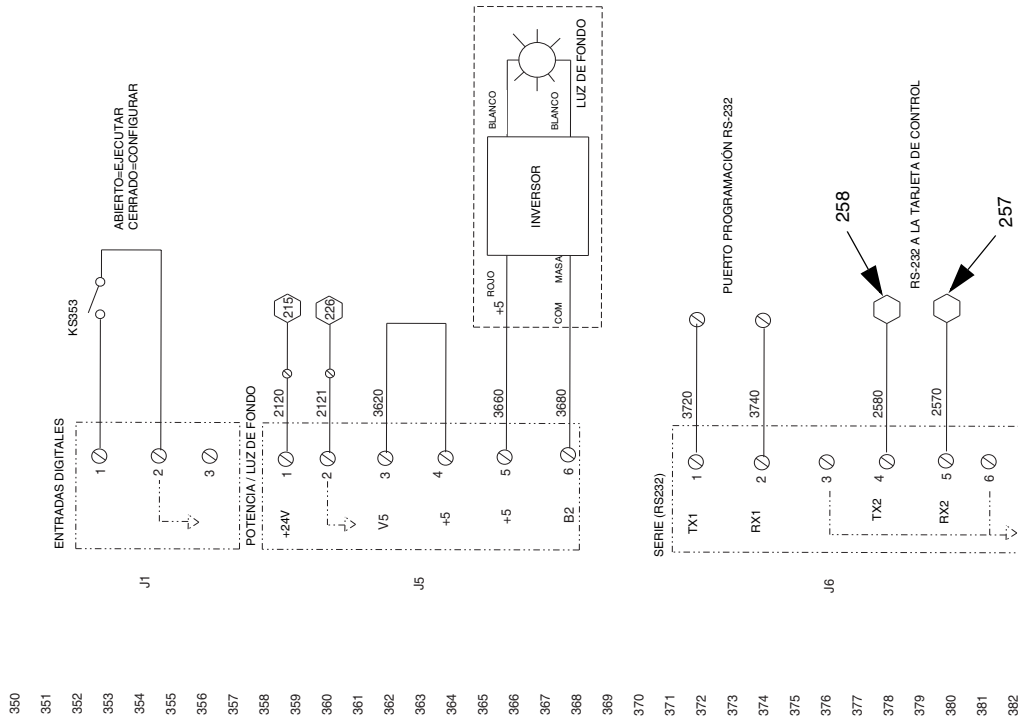 350
351
352
353
354
355
356
357
358
359
360
361
362
363
364
365
366
367
368
369
370
371
372
373
374
375
376
377
378
379
380
381
382
ENTRADAS DIGITALES
J1
1
2
3
KS353
ABIERTO=EJECUTAR
CERRADO=CONFIGURAR
POTENCIA / LUZ DE FONDO
J5
+24V
1
2120
215
2
2121
226
V5
3
3620
+5
4
+5
5
3660
+5
ROJO
B2
6
3680
COM
MASA
INVERSOR
BLANCO
BLANCO
LUZ DE FONDO
SERIE (RS232)
J6
TX1
1
3720
RX1
2
3740
PUERTO PROGRAMACIÓN RS-232
3
TX2
4
2580
258
RX2
5
2570
257
6
RS-232 A LA TARJETA DE CONTROL